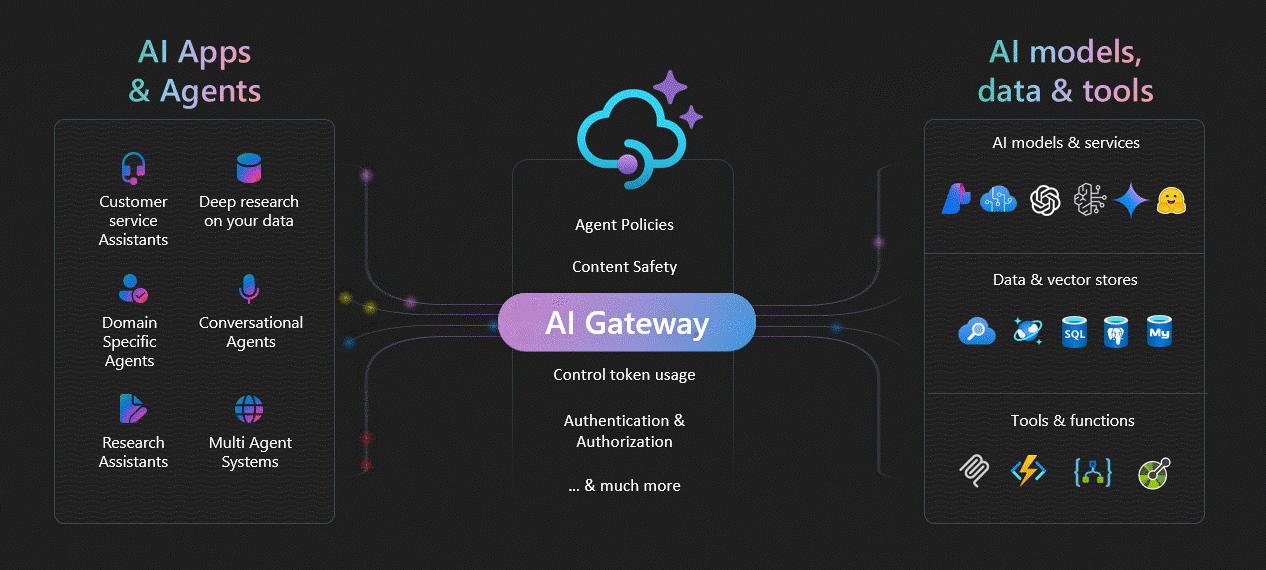 AI Apps
& Agents
Customer
service
Assistants
Deep research
on your data
Domain
Specific
Agents
Conversational
Agents
Research
Assistants
Multi Agent
Systems
Agent Policies
Content Safety
AI Gateway
Control token usage
Authentication &
Authorization
... & much more
AI models,
data & tools
AI models & services
Data & vector stores
SQL
My
Tools & functions